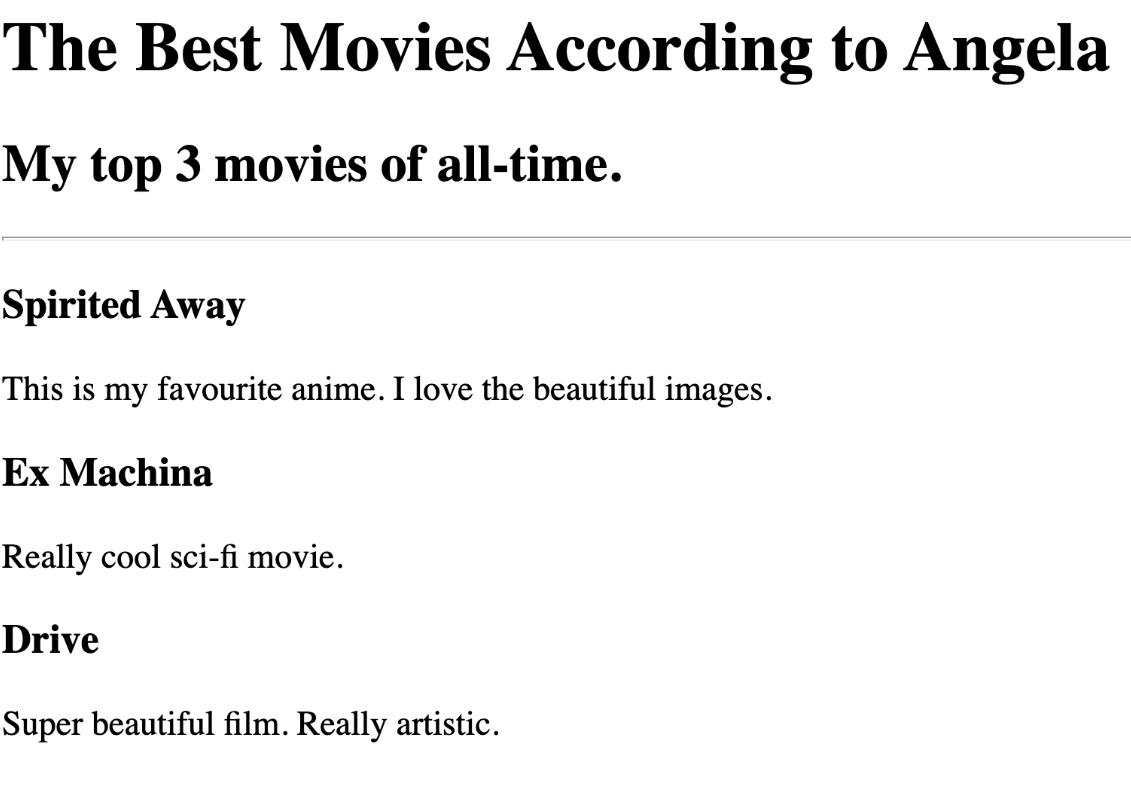 The Best Movies According to Angela
My top 3 movies of all-time.
Spirited Away
This is my favourite anime. I love the beautiful images.
Ex Machina
Really cool sci-fi movie.
Drive
Super beautiful film. Really artistic.